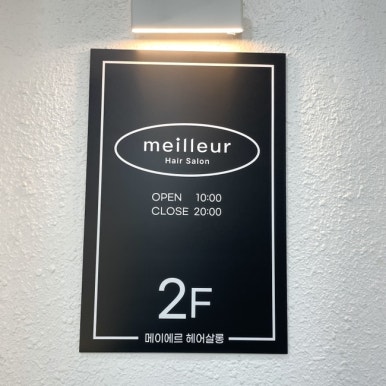 meilleur
Hair Salon
OPEN 10:00
CLOSE 20:00
2F
메이에르 헤어살롱